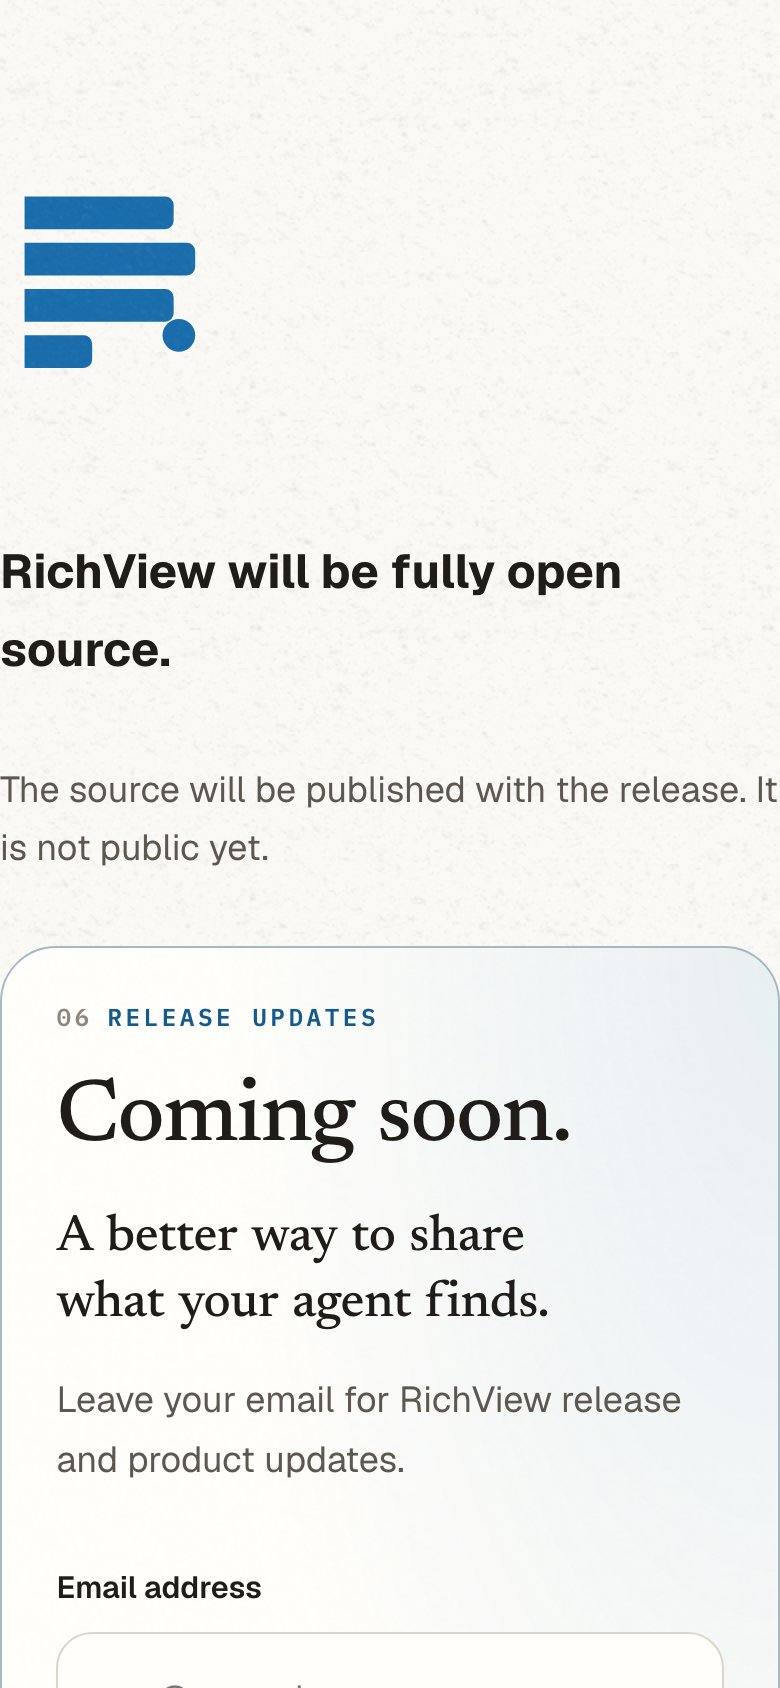 RichView will be fully open
source.
The source will be published with the release. It
is not public yet.
06 RELEASE UPDATES
Coming soon.
A better way to share
what your agent finds.
Leave your email for RichView release
and product updates.
Email address